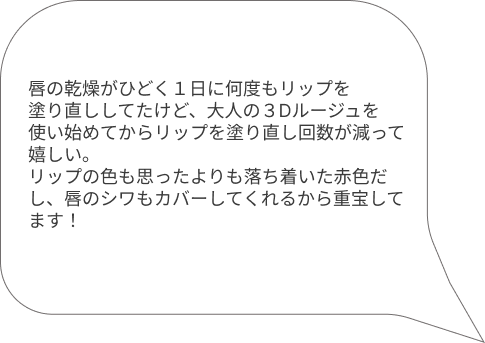 唇の乾燥がひどく１日に何度もリップを
塗り直ししてたけど、大人の３Dルージュを
使い始めてからリップを塗り直し回数が減って
嬉しい。
リップの色も思ったよりも落ち着いた赤色だ
し、唇のシワもカバーしてくれるから重宝して
ます！